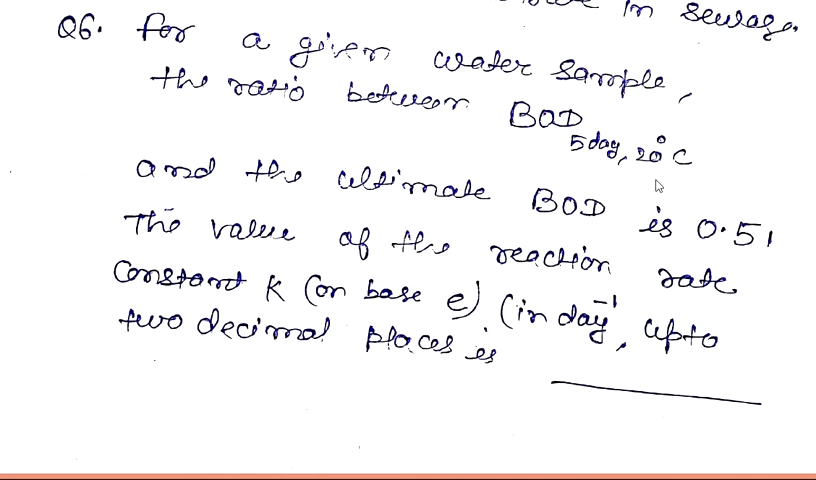 in sewage.
Q6. For a given water sample,
the ratio between BOD
5 day, 20°C
and the ultimate BOD is 0.51
The value of the reaction rate
constant K (on base e) (in day⁻¹, upto
two decimal places is